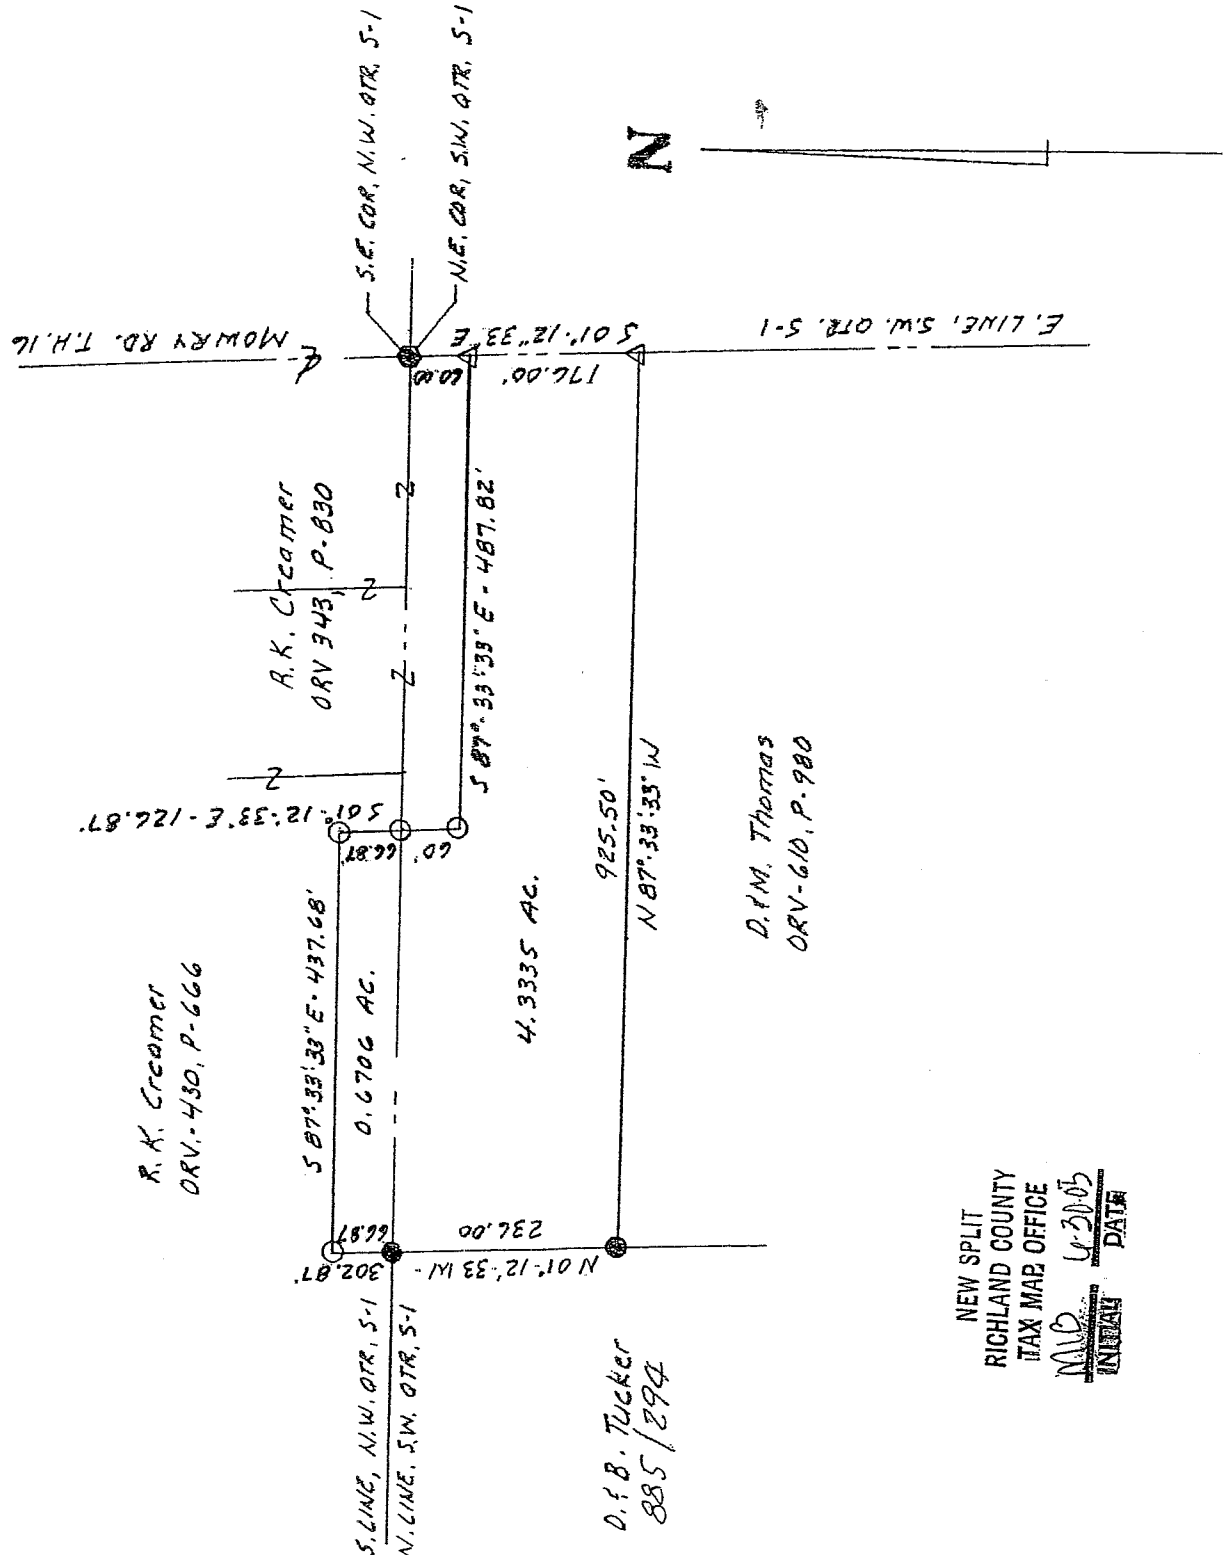 S.E. COR, N.W. QTR, S-1
N.E. COR, S.W. QTR, S-1
N
MOWRY RD. T.H.16
60.00
S 01°-12"-33' E
176.00'
E. LINE, S.W. QTR. S-1
R.K. Creamer
ORV 343, P-830
S 87°-33'-33" E - 487.82'
S 01°-12'-33" E - 126.87'
66.87'
60'
R. K. Creamer
ORV.-430, P-666
S 87°-33'-33" E - 437.68'
0.6706 AC.
4.3335 AC.
925.50'
N 87°-33'-33" W
D. & M. Thomas
ORV-610, P-980
66.87
302.87'
N 01°-12'-33 W -
236.00
S. LINE, N.W. QTR, S-1
N. LINE, S.W. QTR, S-1
D. & B. Tucker
885/294
NEW SPLIT
RICHLAND COUNTY
TAX MAP OFFICE
4-30-05
INITIAL DATE